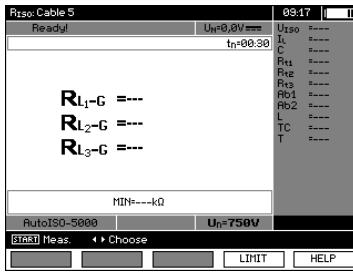 RISO: Cable 5 09:17
Ready! UN=0,0V
tn=00:30
RL1-G =---
RL2-G =---
RL3-G =---
MIN=---kΩ
AutoISO-5000 Un=750V
UISO =---
IL =---
C =---
Rt1 =---
Rt2 =---
Rt3 =---
Ab1 =---
Ab2 =---
L =---
TC =---
T =---
START Meas. Choose
LIMIT HELP